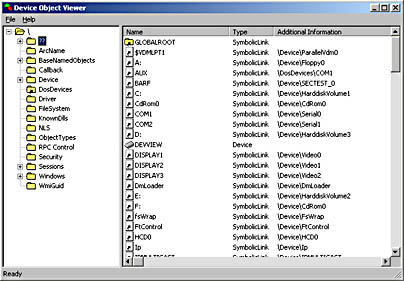 Device Object Viewer
File Help
\
??
ArcName
BaseNamedObjects
Callback
Device
DosDevices
Driver
FileSystem
KnownDlls
NLS
ObjectTypes
RPC Control
Security
Sessions
Windows
WmiGuid
Name Type Additional Information
GLOBALROOT SymbolicLink
$VDMLPT1 SymbolicLink \Device\ParallelVdm0
A: SymbolicLink \Device\Floppy0
AUX SymbolicLink \DosDevices\COM1
BARF SymbolicLink \Device\SECTEST_0
C: SymbolicLink \Device\HarddiskVolume1
CdRom0 SymbolicLink \Device\CdRom0
COM1 SymbolicLink \Device\Serial0
COM2 SymbolicLink \Device\Serial1
D: SymbolicLink \Device\HarddiskVolume3
DEVVIEW Device
DISPLAY1 SymbolicLink \Device\Video0
DISPLAY2 SymbolicLink \Device\Video1
DISPLAY3 SymbolicLink \Device\Video2
DmLoader SymbolicLink \Device\DmLoader
E: SymbolicLink \Device\HarddiskVolume2
F: SymbolicLink \Device\CdRom0
fsWrap SymbolicLink \Device\FsWrap
FtControl SymbolicLink \Device\FtControl
HCD0 SymbolicLink \Device\HCD0
Ip SymbolicLink \Device\Ip
Ready